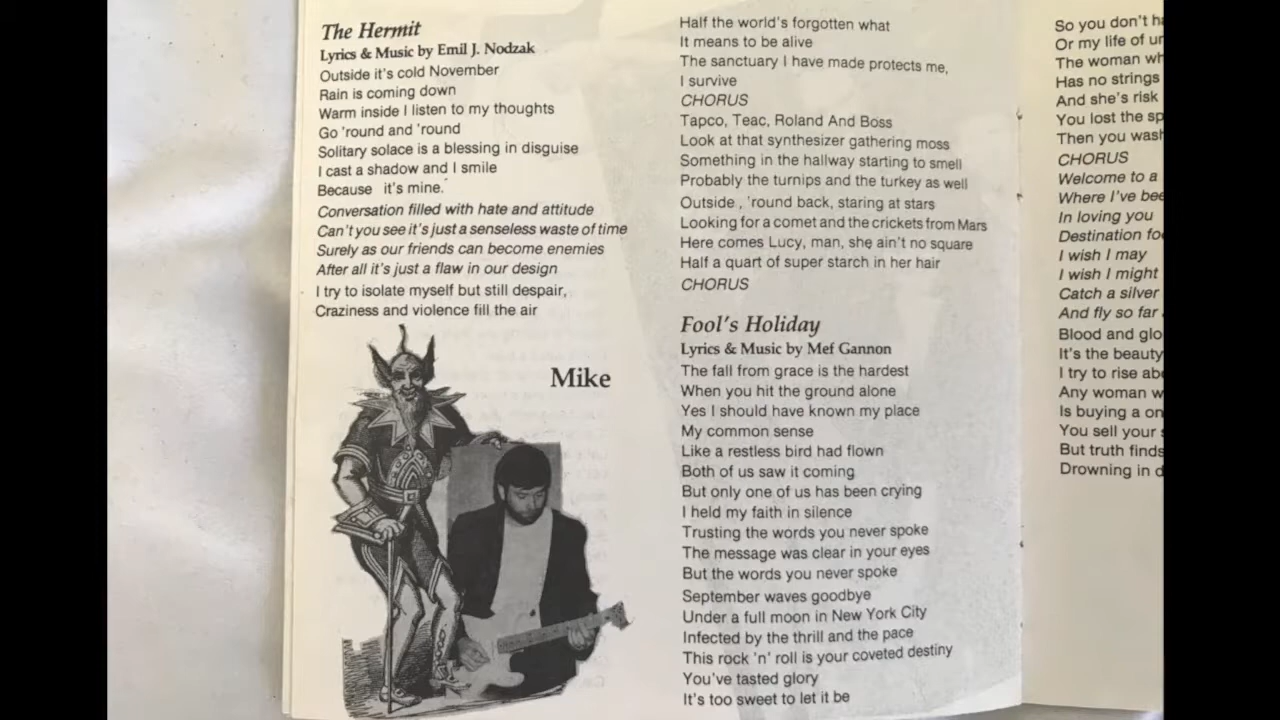 The Hermit
Lyrics & Music by Emil J. Nodzak
Outside it's cold November
Rain is coming down
Warm inside I listen to my thoughts
Go 'round and 'round
Solitary solace is a blessing in disguise
I cast a shadow and I smile
Because it's mine.
Conversation filled with hate and attitude
Can't you see it's just a senseless waste of time
Surely as our friends can become enemies
After all it's just a flaw in our design
I try to isolate myself but still despair,
Craziness and violence fill the air
Mike
Half the world's forgotten what
It means to be alive
The sanctuary I have made protects me,
I survive
CHORUS
Tapco, Teac, Roland And Boss
Look at that synthesizer gathering moss
Something in the hallway starting to smell
Probably the turnips and the turkey as well
Outside , 'round back, staring at stars
Looking for a comet and the crickets from Mars
Here comes Lucy, man, she ain't no square
Half a quart of super starch in her hair
CHORUS
Fool's Holiday
Lyrics & Music by Mef Gannon
The fall from grace is the hardest
When you hit the ground alone
Yes I should have known my place
My common sense
Like a restless bird had flown
Both of us saw it coming
But only one of us has been crying
I held my faith in silence
Trusting the words you never spoke
The message was clear in your eyes
But the words you never spoke
September waves goodbye
Under a full moon in New York City
Infected by the thrill and the pace
This rock 'n' roll is your coveted destiny
You've tasted glory
It's too sweet to let it be
So you don't
Or my life of
The woman
Has no strings
And she's risk
You lost the
Then you
CHORUS
Welcome to a
Where I've
In loving you
Destination
I wish I may
I wish I might
Catch a silver
And fly so far
Blood and
It's the beauty
I try to rise
Any woman
Is buying a
You sell your
But truth finds
Drowning in